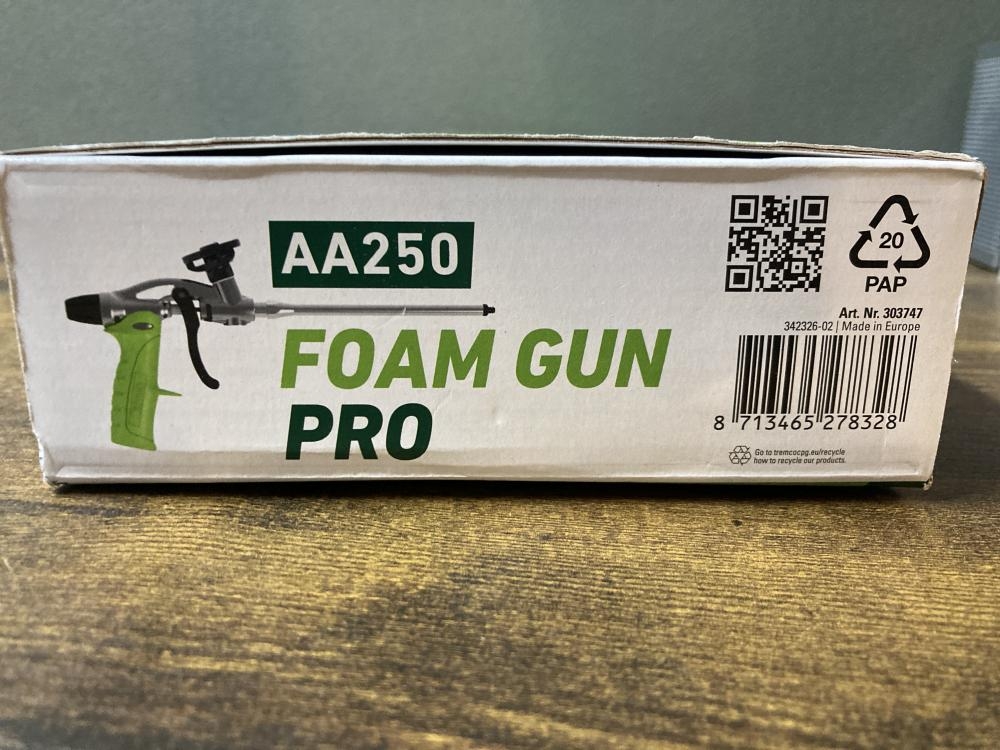 AA250
FOAM GUN
PRO
20
PAP
Art. Nr. 303747
342326-02 | Made in Europe
8 713465 278328
Go to tremcocpg.eu/recycle
how to recycle our products.